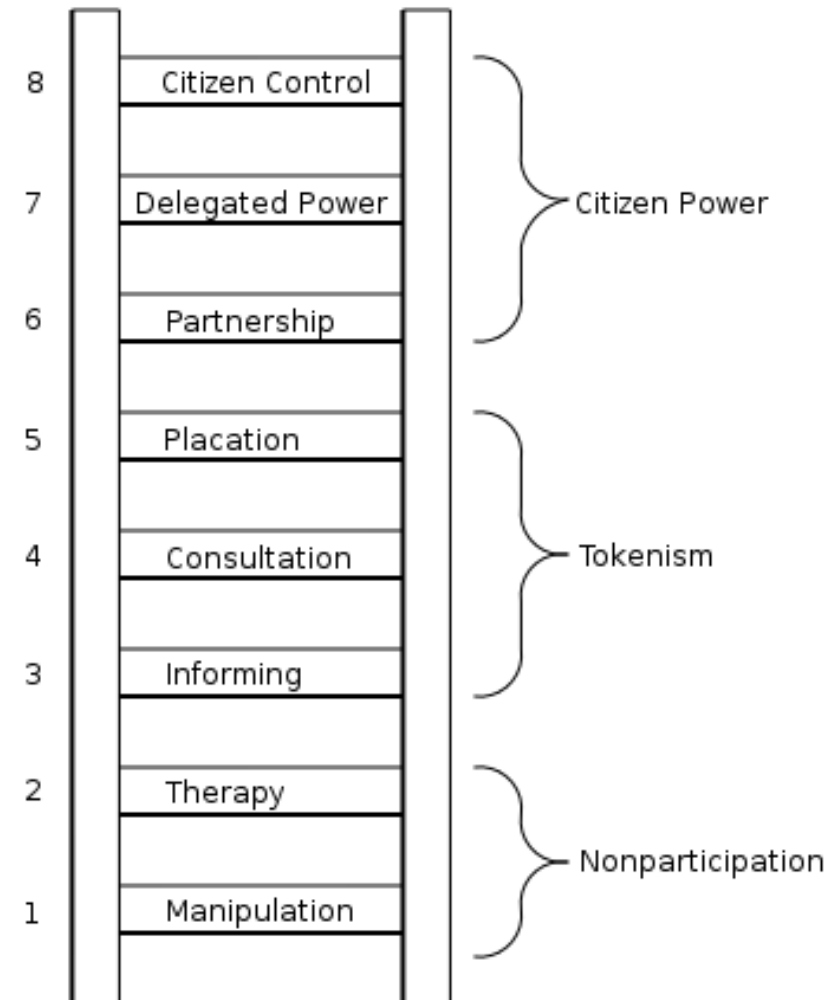 8 Citizen Control
7 Delegated Power
Citizen Power
6 Partnership
5 Placation
4 Consultation
Tokenism
3 Informing
2 Therapy
Nonparticipation
1 Manipulation